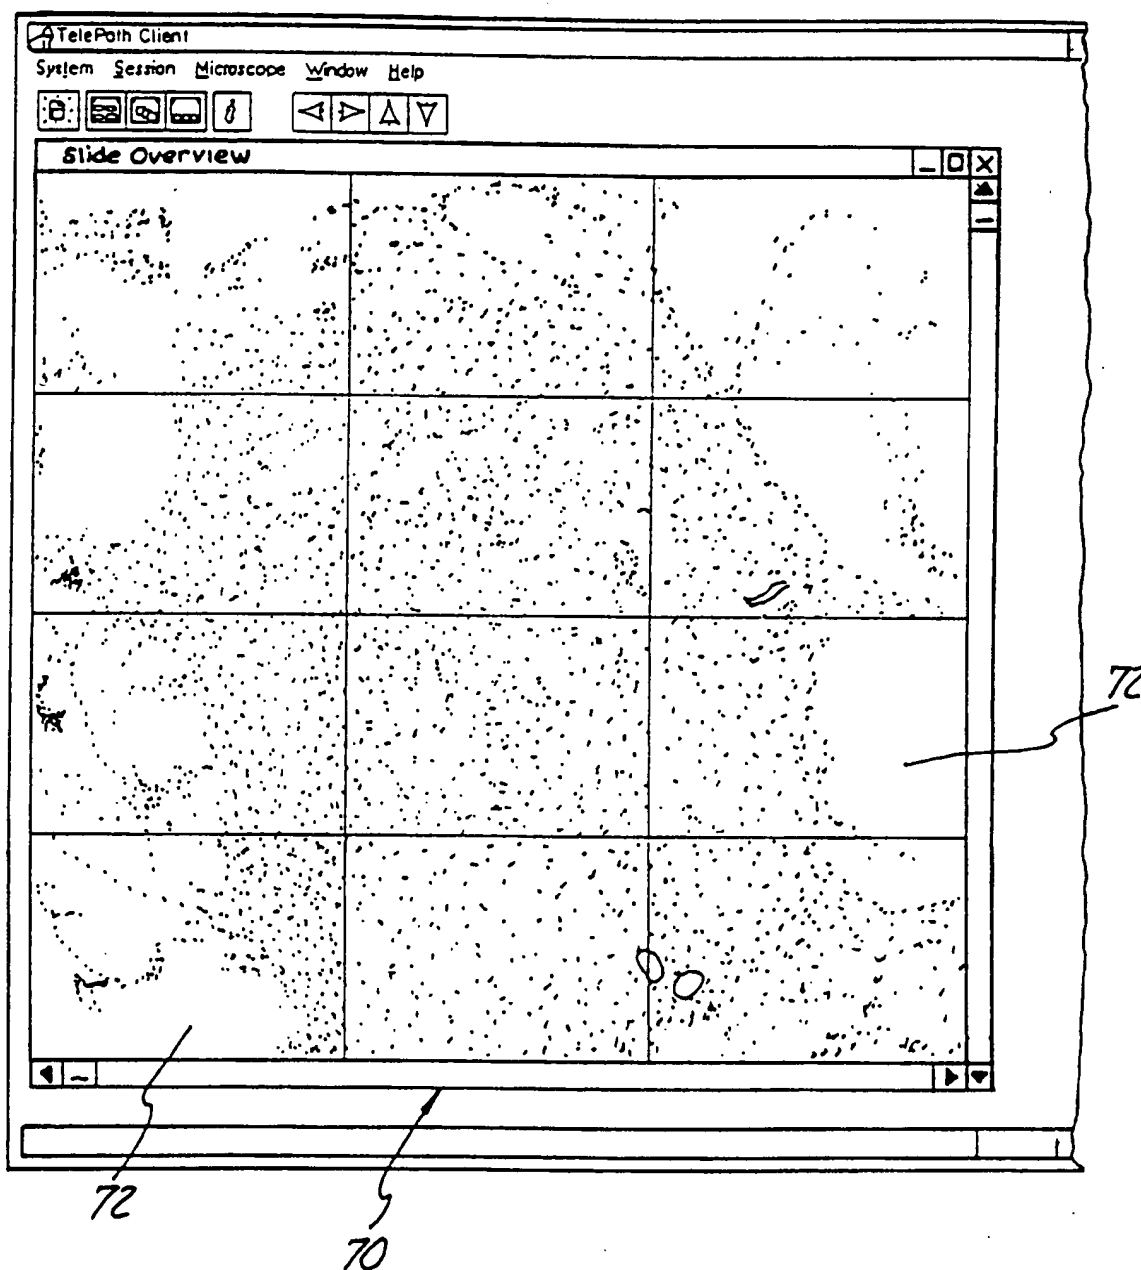 TelePath Client
System Session Microscope Window Help
Slide Overview
72
72
70